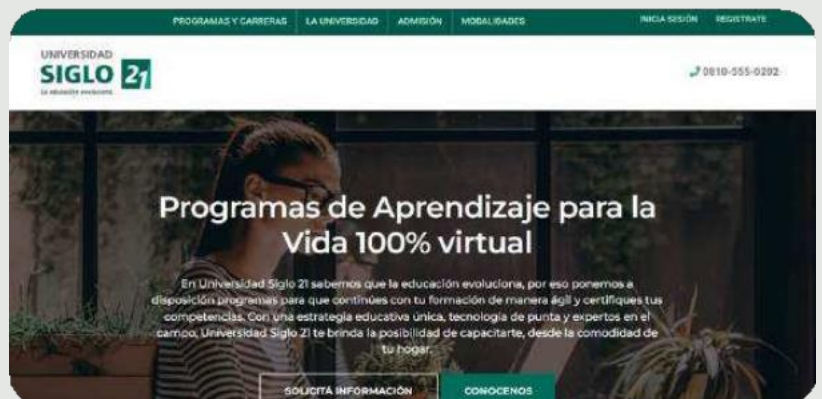 PROGRAMAS Y CARRERAS LA UNIVERSIDAD ADMISIÓN MODALIDADES INICIA SESIÓN REGISTRATE
UNIVERSIDAD
SIGLO 21
La educación evoluciona
0810-555-0202
Programas de Aprendizaje para la
Vida 100% virtual
En Universidad Siglo 21 sabemos que la educación evoluciona, por eso ponemos a
disposición programas para que continúes con tu formación de manera ágil y certifiques tus
competencias. Con una estrategia educativa única, tecnología de punta y expertos en el
campo, Universidad Siglo 21 te brinda la posibilidad de capacitarte, desde la comodidad de
tu hogar.
SOLICITÁ INFORMACIÓN CONOCENOS